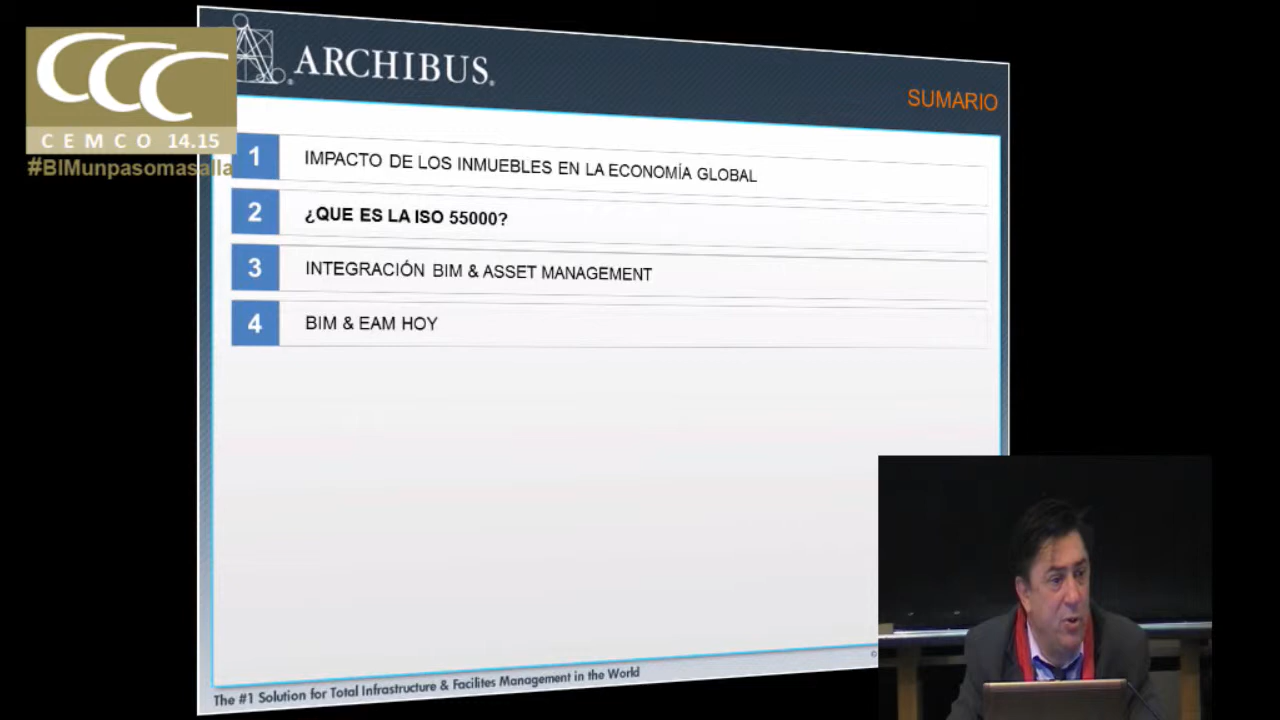 CCC
CEMCO 14.15
#BIMunpasomasalla
ARCHIBUS®
SUMARIO
1 IMPACTO DE LOS INMUEBLES EN LA ECONOMÍA GLOBAL
2 ¿QUE ES LA ISO 55000?
3 INTEGRACIÓN BIM & ASSET MANAGEMENT
4 BIM & EAM HOY
©
The #1 Solution for Total Infrastructure & Facilites Management in the World